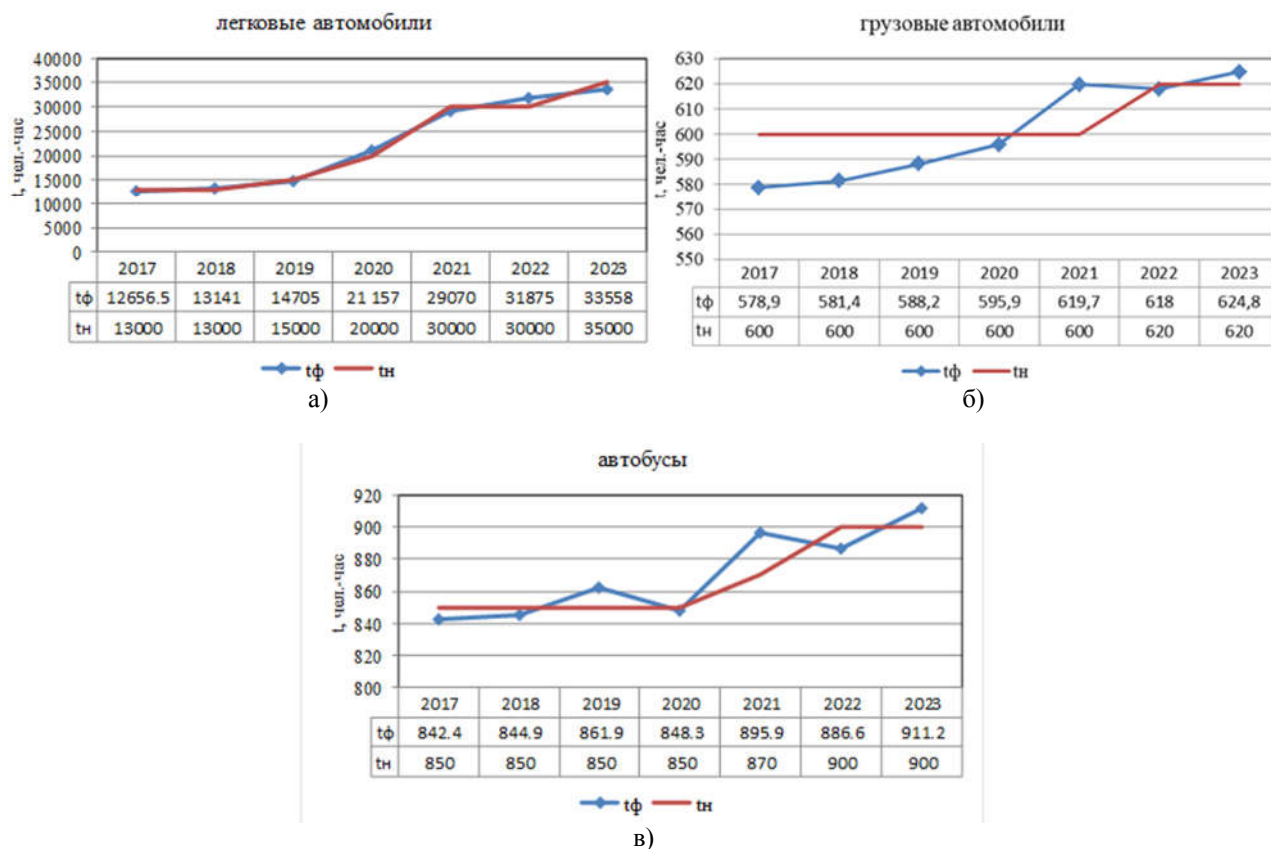 легковые автомобили
t, чел.-час
40000
35000
30000
25000
20000
15000
10000
5000
0
2017 2018 2019 2020 2021 2022 2023
tф 12656.5 13141 14705 21 157 29070 31875 33558
tн 13000 13000 15000 20000 30000 30000 35000
tф tн
а)
грузовые автомобили
t, чел.-час
630
620
610
600
590
580
570
560
550
2017 2018 2019 2020 2021 2022 2023
tф 578,9 581,4 588,2 595,9 619,7 618 624,8
tн 600 600 600 600 600 620 620
tф tн
б)
автобусы
t, чел.-час
920
900
880
860
840
820
800
2017 2018 2019 2020 2021 2022 2023
tф 842.4 844.9 861.9 848.3 895.9 886.6 911.2
tн 850 850 850 850 870 900 900
tф tн
в)